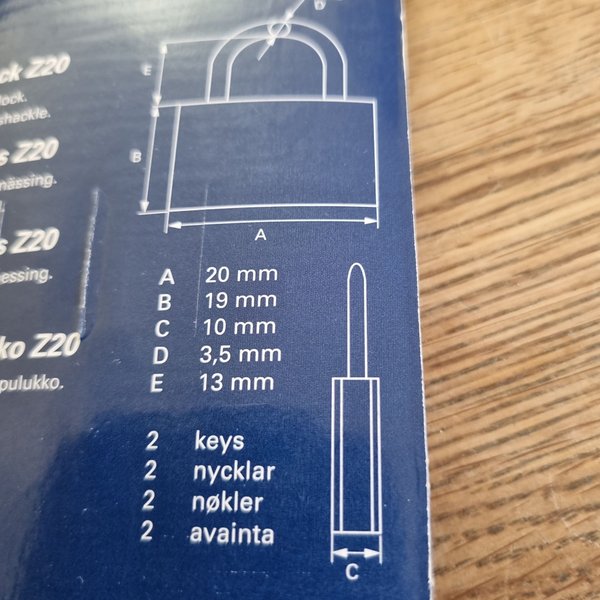 D
E
B
A
ck Z20
lock.
shackle.
s Z20
mässing.
s Z20
essing.
ko Z20
pulukko.
A 20 mm
B 19 mm
C 10 mm
D 3,5 mm
E 13 mm
2 keys
2 nycklar
2 nøkler
2 avainta
C